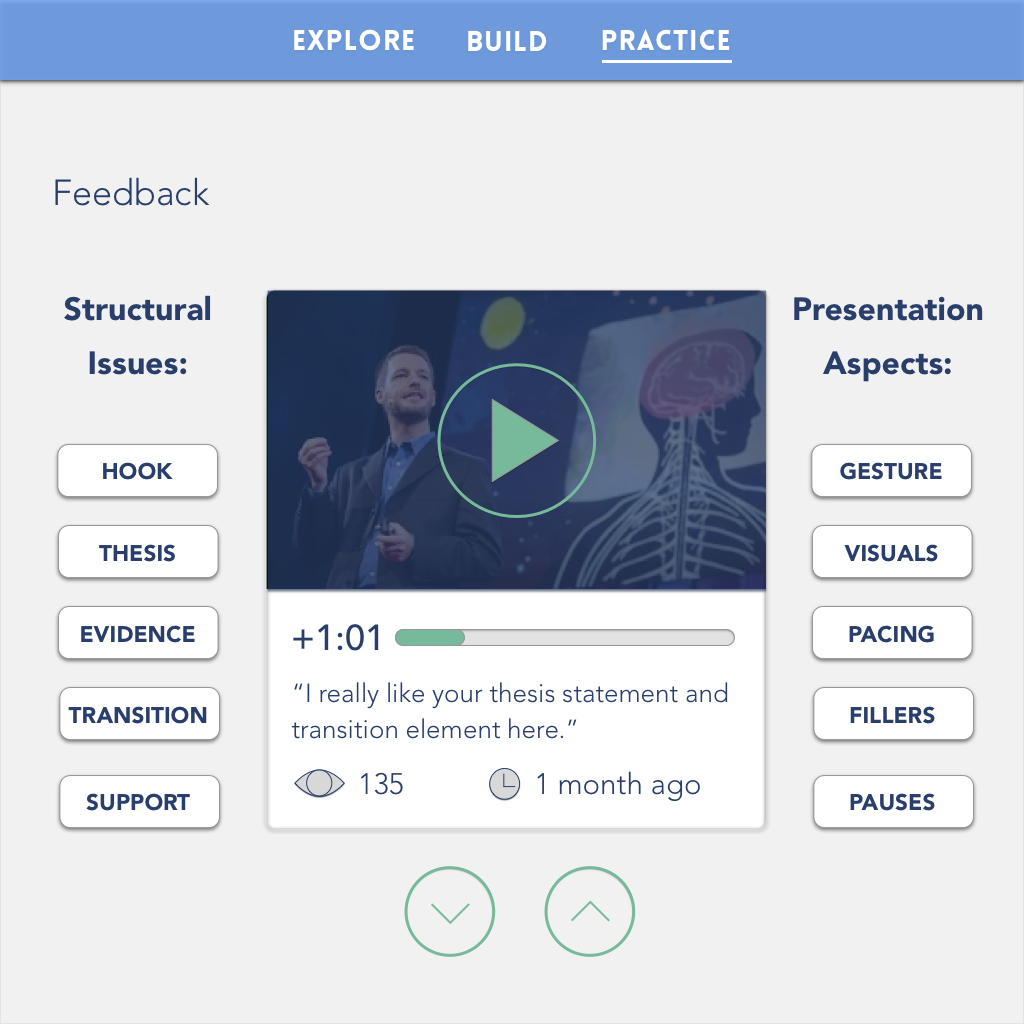 EXPLORE BUILD PRACTICE
Feedback
Structural
Issues:
HOOK
THESIS
EVIDENCE
TRANSITION
SUPPORT
+1:01
“I really like your thesis statement and
transition element here.”
135 1 month ago
Presentation
Aspects:
GESTURE
VISUALS
PACING
FILLERS
PAUSES